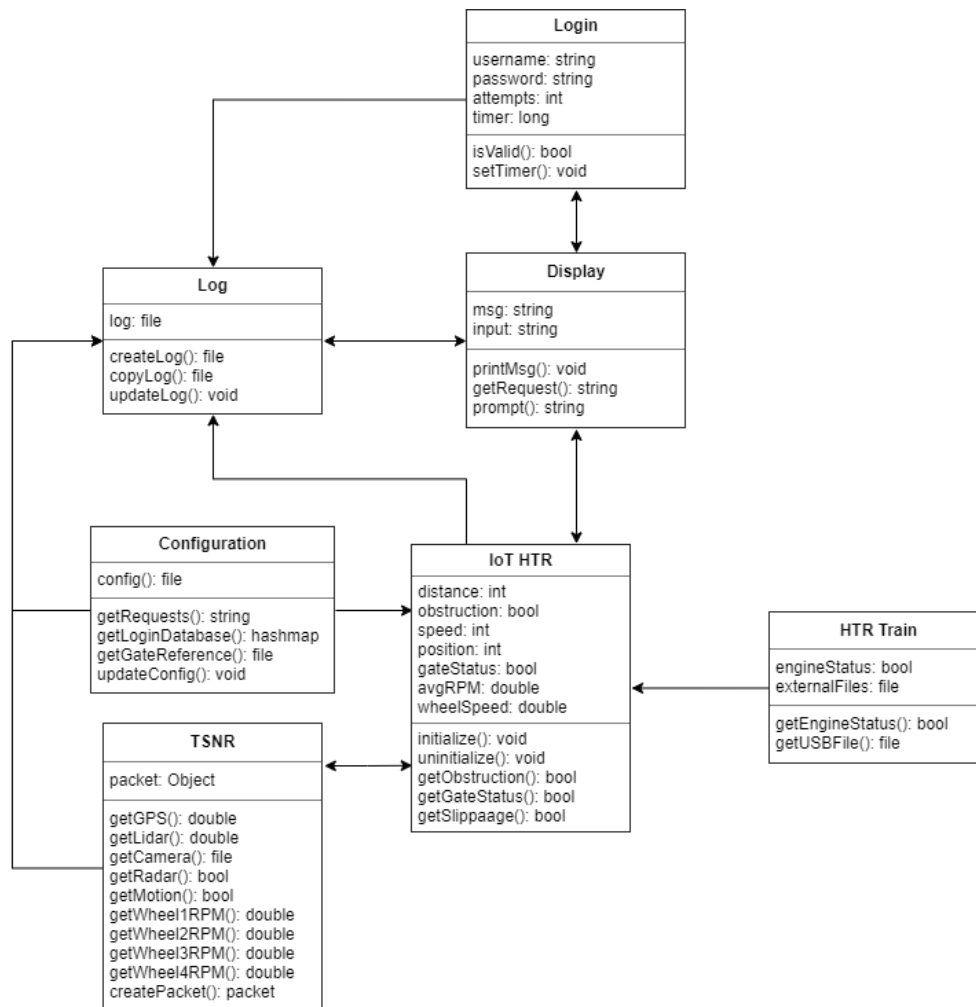 Login
username: string
password: string
attempts: int
timer: long
isValid(): bool
setTimer(): void
Display
msg: string
input: string
printMsg(): void
getRequest(): string
prompt(): string
Log
log: file
createLog(): file
copyLog(): file
updateLog(): void
Configuration
config(): file
getRequests(): string
getLoginDatabase(): hashmap
getGateReference(): file
updateConfig(): void
IoT HTR
distance: int
obstruction: bool
speed: int
position: int
gateStatus: bool
avgRPM: double
wheelSpeed: double
initialize(): void
uninitialize(): void
getObstruction(): bool
getGateStatus(): bool
getSlippaage(): bool
HTR Train
engineStatus: bool
externalFiles: file
getEngineStatus(): bool
getUSBFile(): file
TSNR
packet: Object
getGPS(): double
getLidar(): double
getCamera(): file
getRadar(): bool
getMotion(): bool
getWheel1RPM(): double
getWheel2RPM(): double
getWheel3RPM(): double
getWheel4RPM(): double
createPacket(): packet